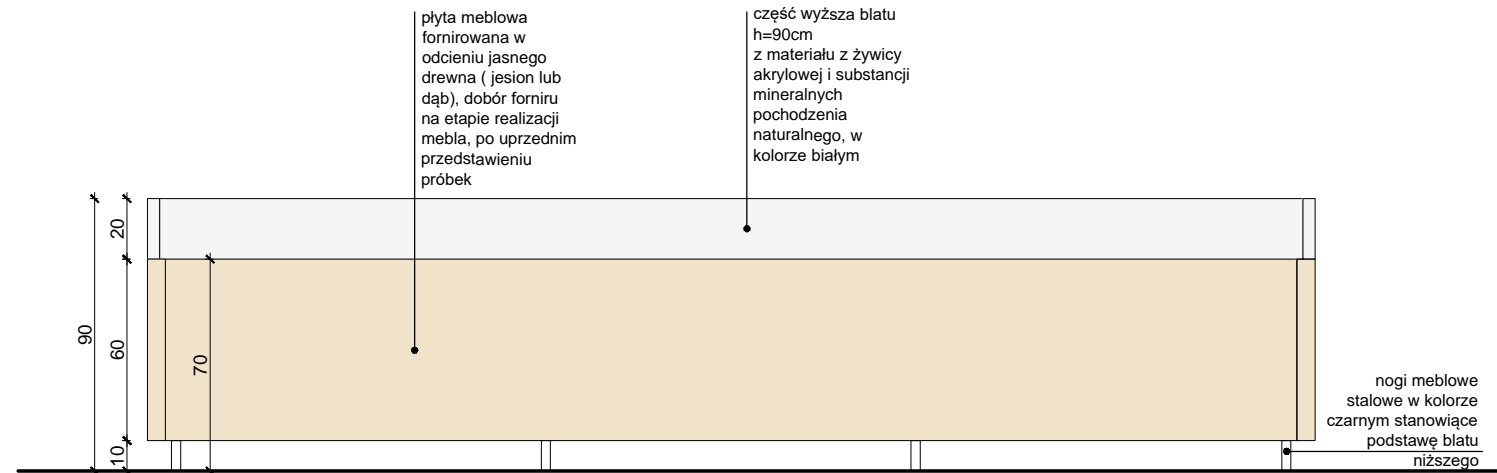 płyta meblowa
fornirowana w
odcieniu jasnego
drewna ( jesion lub
dąb), dobór forniru
na etapie realizacji
mebla, po uprzednim
przedstawieniu
próbek
część wyższa blatu
h=90cm
z materiału z żywicy
akrylowej i substancji
mineralnych
pochodzenia
naturalnego, w
kolorze białym
20
90
60
70
10
nogi meblowe
stalowe w kolorze
czarnym stanowiące
podstawę blatu
niższego